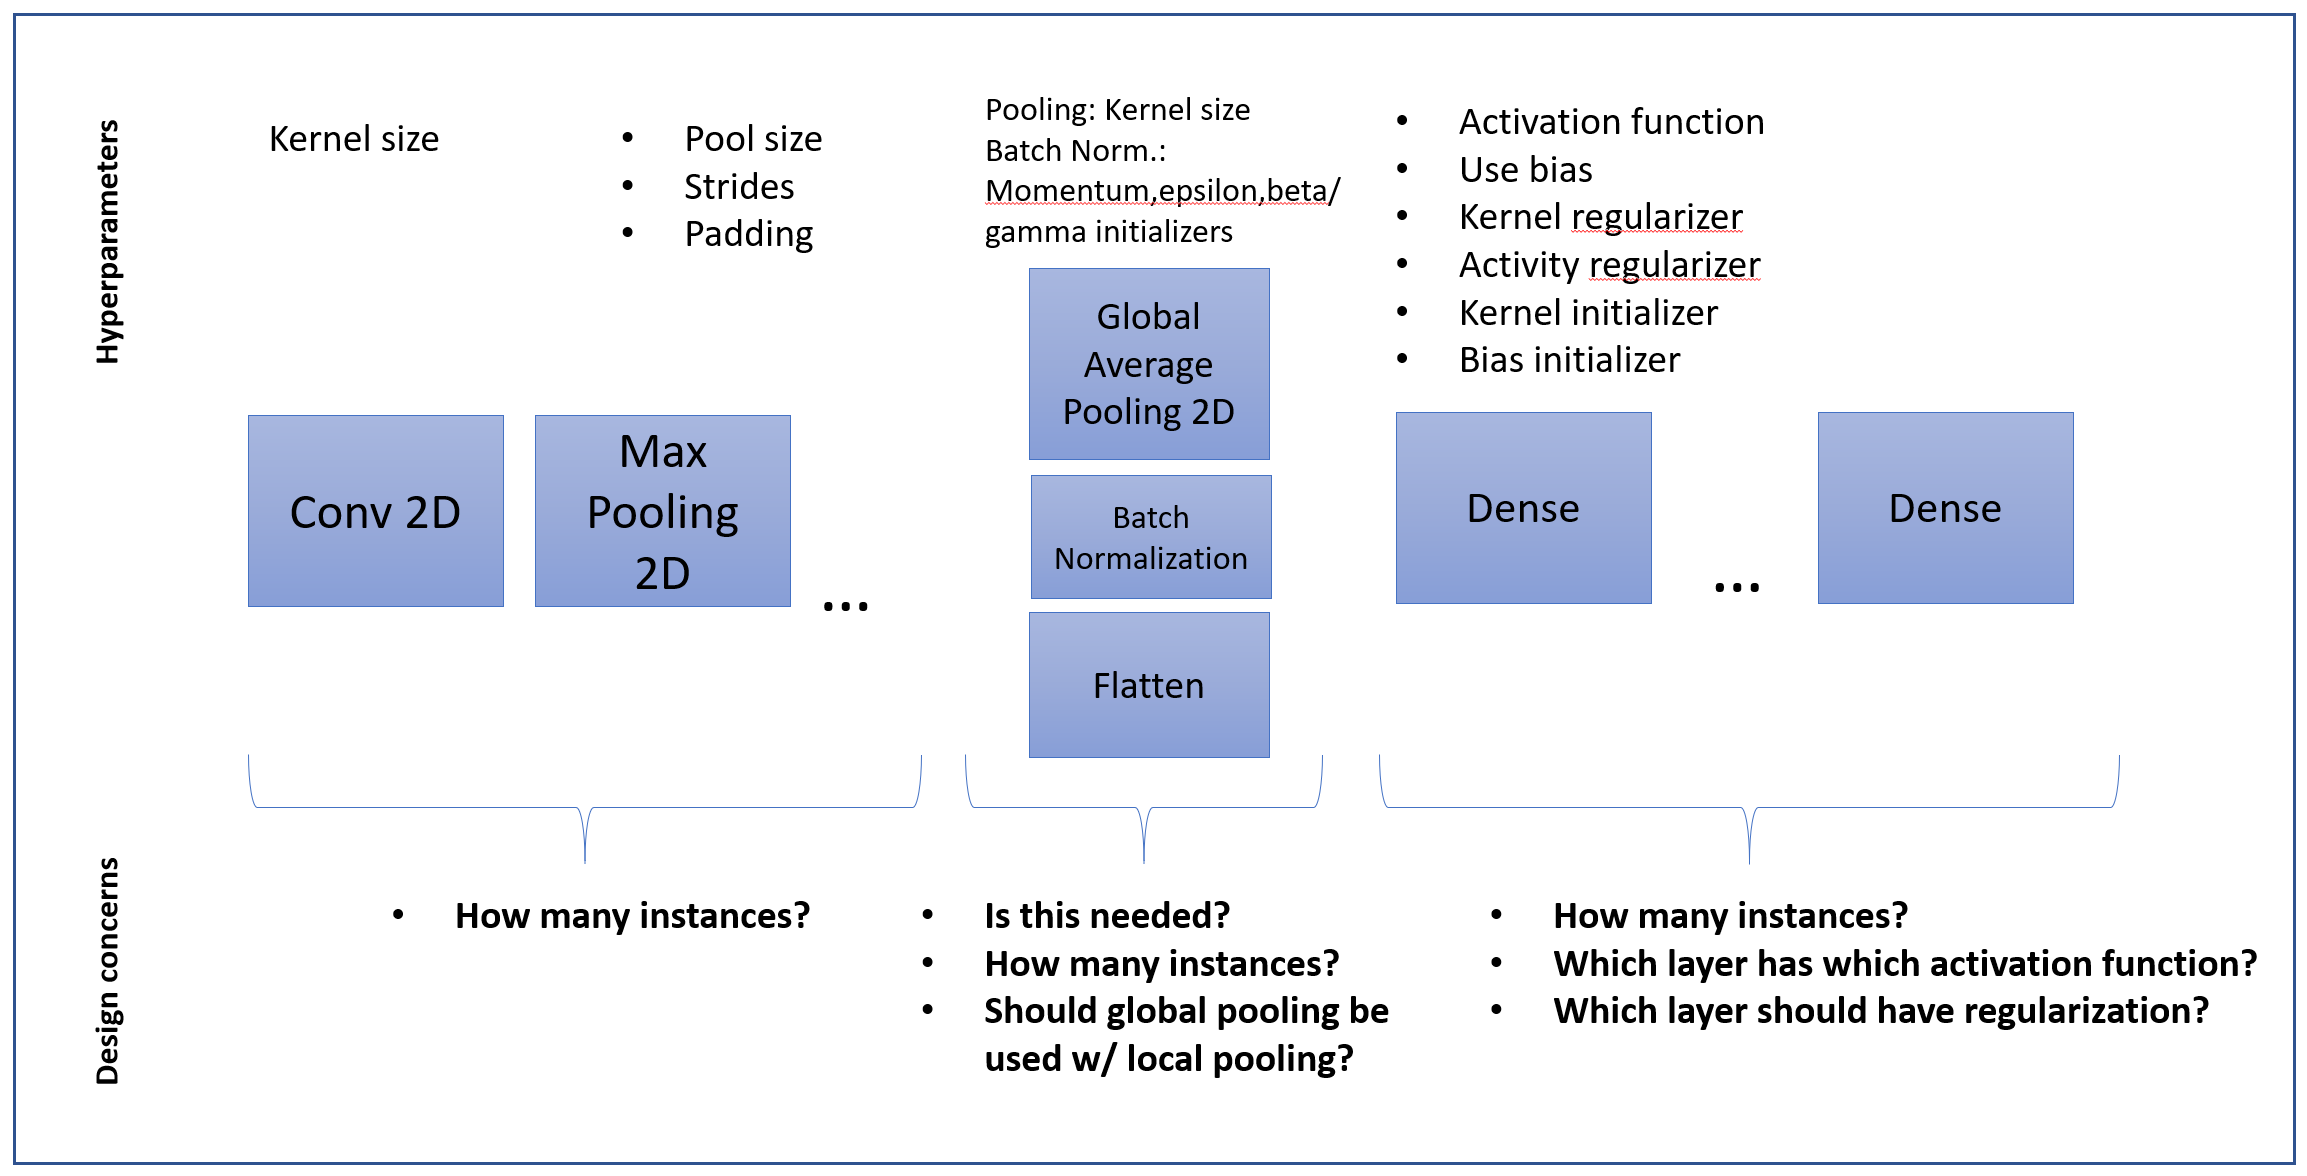 Hyperparameters
Kernel size
• Pool size
• Strides
• Padding
Pooling: Kernel size
Batch Norm.:
Momentum,epsilon,beta/
gamma initializers
• Activation function
• Use bias
• Kernel regularizer
• Activity regularizer
• Kernel initializer
• Bias initializer
Conv 2D
Max
Pooling
2D
...
Global
Average
Pooling 2D
Batch
Normalization
Flatten
Dense
...
Dense
Design concerns
• How many instances?
• Is this needed?
• How many instances?
• Should global pooling be
used w/ local pooling?
• How many instances?
• Which layer has which activation function?
• Which layer should have regularization?